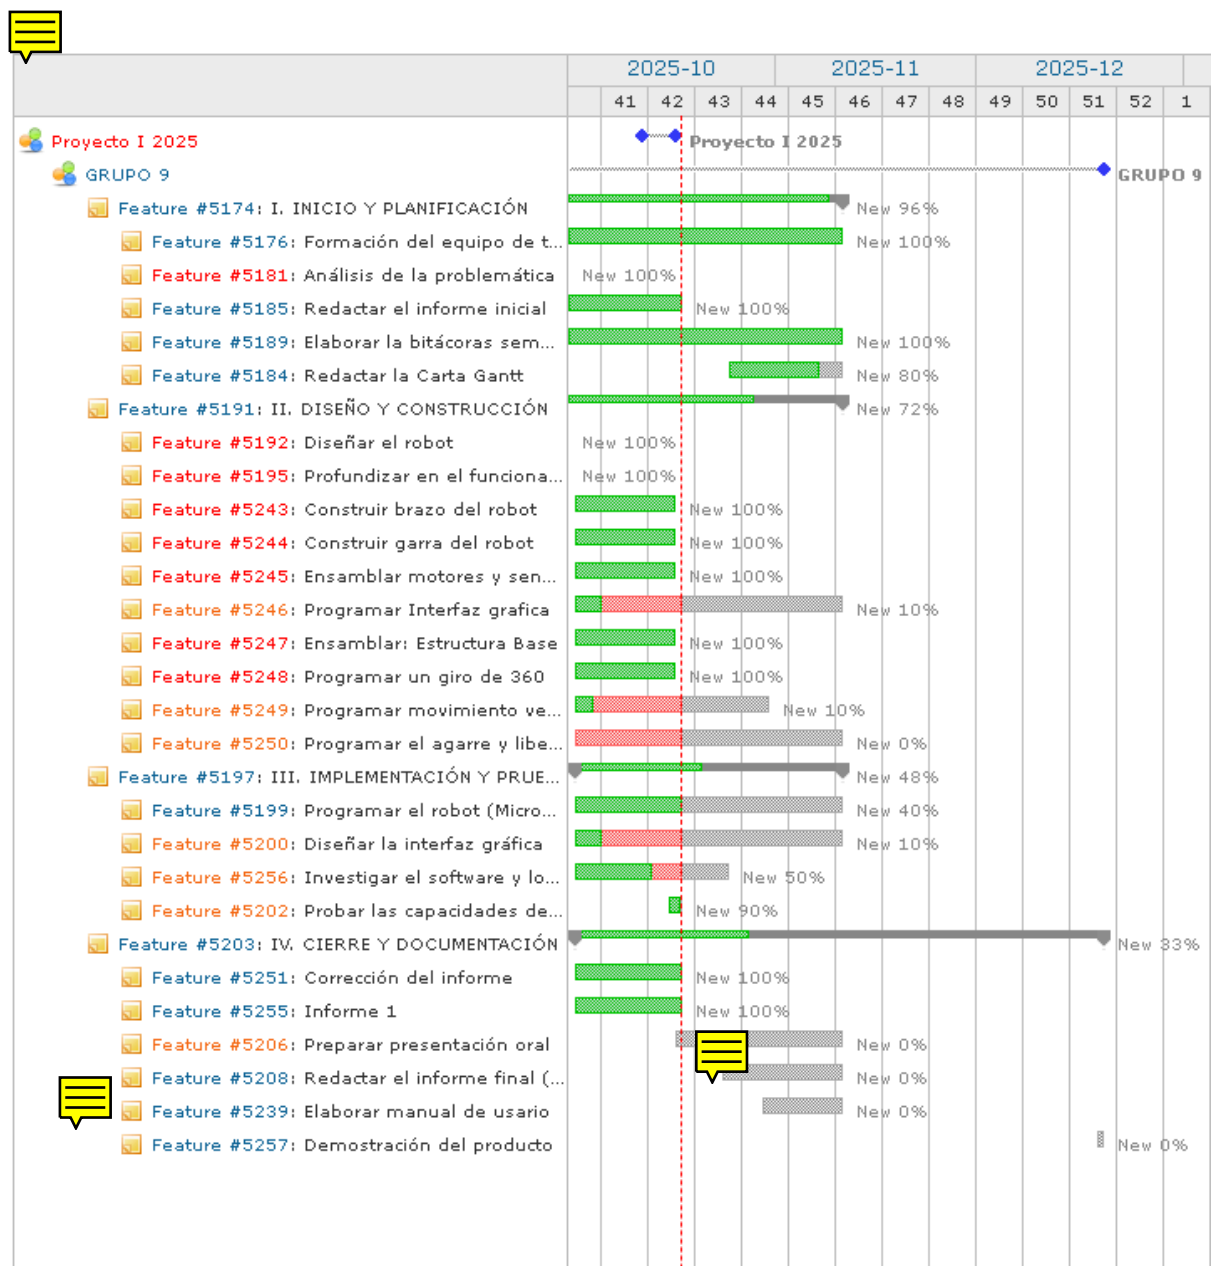 2025-10 2025-11 2025-12
41 42 43 44 45 46 47 48 49 50 51 52 1
Proyecto I 2025 Proyecto I 2025
GRUPO 9 GRUPO 9
Feature #5174: I. INICIO Y PLANIFICACIÓN New 96%
Feature #5176: Formación del equipo de t... New 100%
Feature #5181: Análisis de la problemática New 100%
Feature #5185: Redactar el informe inicial New 100%
Feature #5189: Elaborar la bitácoras sem... New 100%
Feature #5184: Redactar la Carta Gantt New 80%
Feature #5191: II. DISEÑO Y CONSTRUCCIÓN New 72%
Feature #5192: Diseñar el robot New 100%
Feature #5195: Profundizar en el funciona... New 100%
Feature #5243: Construir brazo del robot New 100%
Feature #5244: Construir garra del robot New 100%
Feature #5245: Ensamblar motores y sen... New 100%
Feature #5246: Programar Interfaz grafica New 10%
Feature #5247: Ensamblar: Estructura Base New 100%
Feature #5248: Programar un giro de 360 New 100%
Feature #5249: Programar movimiento ve... New 10%
Feature #5250: Programar el agarre y libe... New 0%
Feature #5197: III. IMPLEMENTACIÓN Y PRUE... New 48%
Feature #5199: Programar el robot (Micro... New 40%
Feature #5200: Diseñar la interfaz gráfica New 10%
Feature #5256: Investigar el software y lo... New 50%
Feature #5202: Probar las capacidades de... New 90%
Feature #5203: IV. CIERRE Y DOCUMENTACIÓN New 33%
Feature #5251: Corrección del informe New 100%
Feature #5255: Informe 1 New 100%
Feature #5206: Preparar presentación oral New 0%
Feature #5208: Redactar el informe final (... New 0%
Feature #5239: Elaborar manual de usario New 0%
Feature #5257: Demostración del producto New 0%